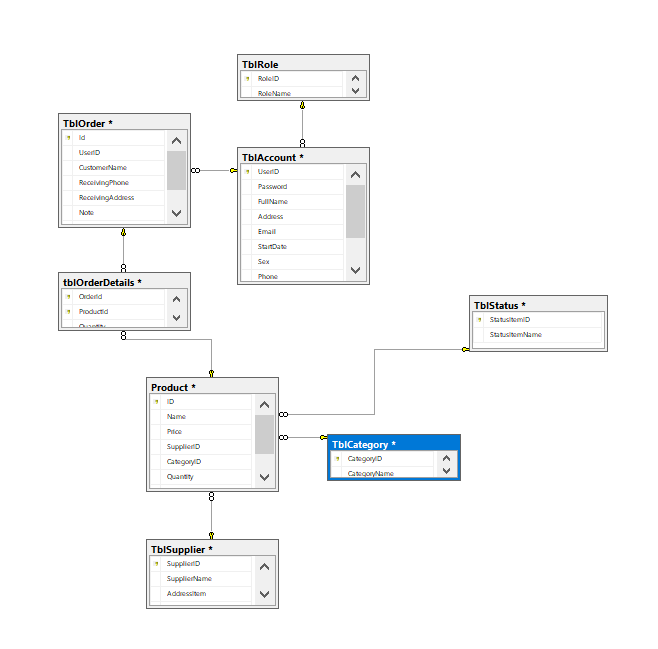 TblRole
RoleID
RoleName
TblOrder *
Id
UserID
CustomerName
ReceivingPhone
ReceivingAddress
Note
TblAccount *
UserID
Password
FullName
Address
Email
StartDate
Sex
Phone
tblOrderDetails *
OrderId
ProductId
Quantity
TblStatus *
StatusItemID
StatusItemName
Product *
ID
Name
Price
SupplierID
CategoryID
Quantity
TblCategory *
CategoryID
CategoryName
TblSupplier *
SupplierID
SupplierName
AddressItem